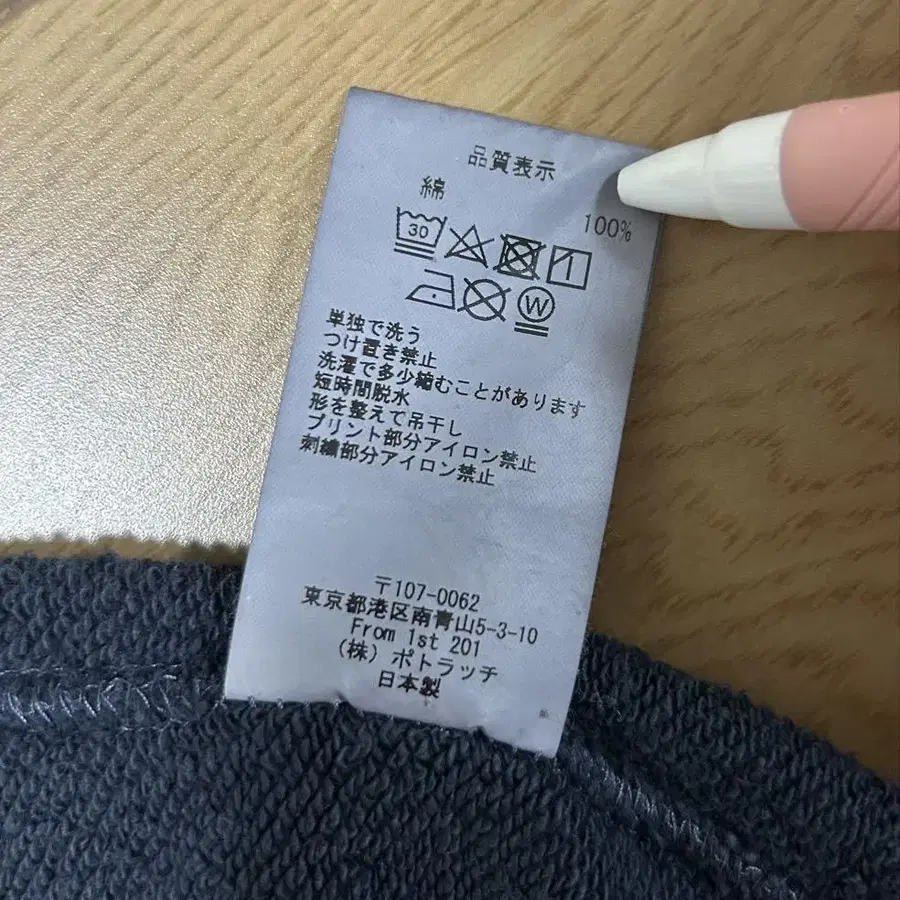 品質表示
綿
100%
30
W
単独で洗う
つけ置き禁止
洗濯で多少縮むことがあります
短時間脱水
形を整えて吊干し
プリント部分アイロン禁止
刺繍部分アイロン禁止
〒107-0062
東京都港区南青山5-3-10
From 1st 201
(株) ポトラッチ
日本製